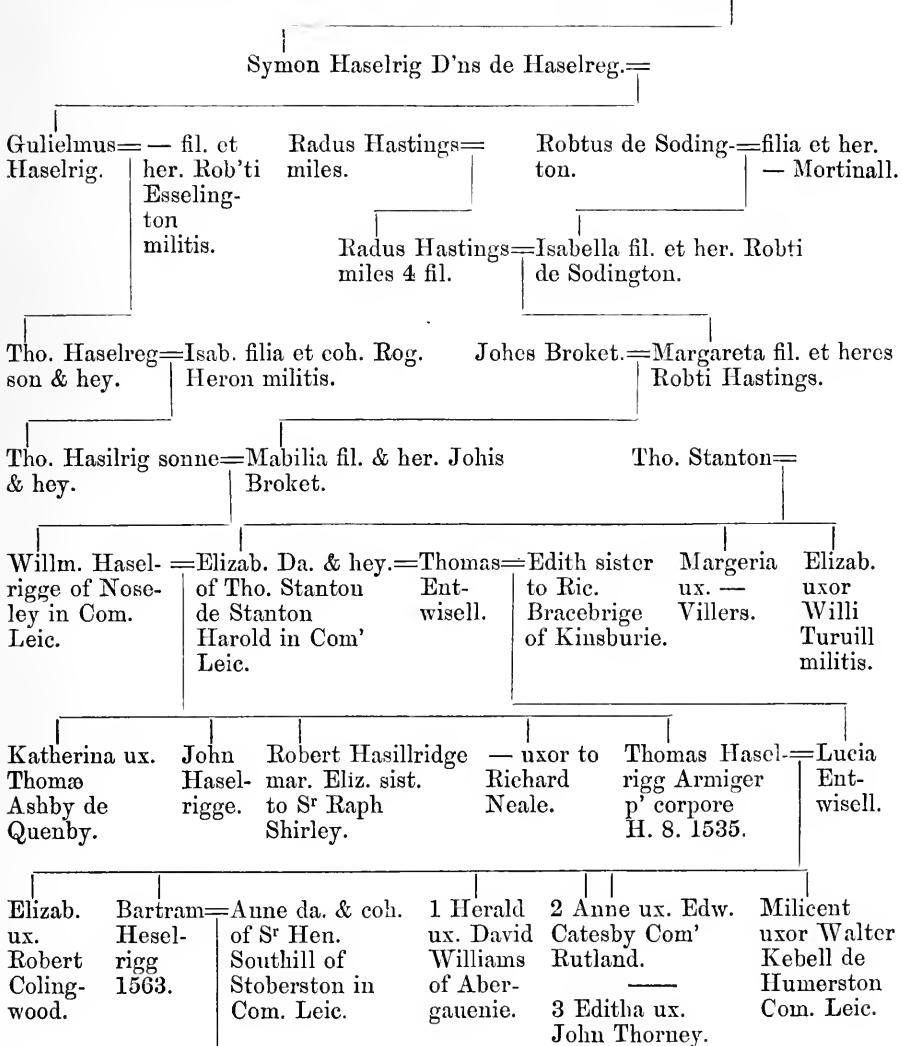 Symon Haselrig D'ns de Haselreg.=
Gulielmus=— fil. et
Haselrig. her. Rob'ti
Esseling-
ton
militis.
Radus Hastings=
miles.
Robtus de Soding-=filia et her.
ton. — Mortinall.
Radus Hastings=Isabella fil. et her. Robti
miles 4 fil. de Sodington.
Tho. Haselreg=Isab. filia et coh. Rog.
son & hey. Heron militis.
Johes Broket.=Margareta fil. et heres
Robti Hastings.
Tho. Hasilrig sonne=Mabilia fil. & her. Johis
& hey. Broket.
Tho. Stanton=
Willm. Hasel-=Elizab. Da. & hey.=Thomas=Edith sister
rigge of Nose- of Tho. Stanton Ent- to Ric.
ley in Com. de Stanton wisell. Bracebrige
Leic. Harold in Com' of Kinsburie.
Leic.
Margeria
ux. —
Villers.
Elizab.
uxor
Willi
Turuill
militis.
Katherina ux.
Thomæ
Ashby de
Quenby.
John
Hasel-
rigge.
Robert Hasillridge
mar. Eliz. sist.
to Sʳ Raph
Shirley.
— uxor to
Richard
Neale.
Thomas Hasel-=Lucia
rigg Armiger Ent-
p' corpore wisell.
H. 8. 1535.
Elizab.
ux.
Robert
Coling-
wood.
Bartram=Anne da. & coh.
Hesel- of Sʳ Hen.
rigg Southill of
1563. Stoberston in
Com. Leic.
1 Herald
ux. David
Williams
of Aber-
gauenie.
2 Anne ux. Edw.
Catesby Com'
Rutland.
—
3 Editha ux.
John Thorney.
Milicent
uxor Walter
Kebell de
Humerston
Com. Leic.